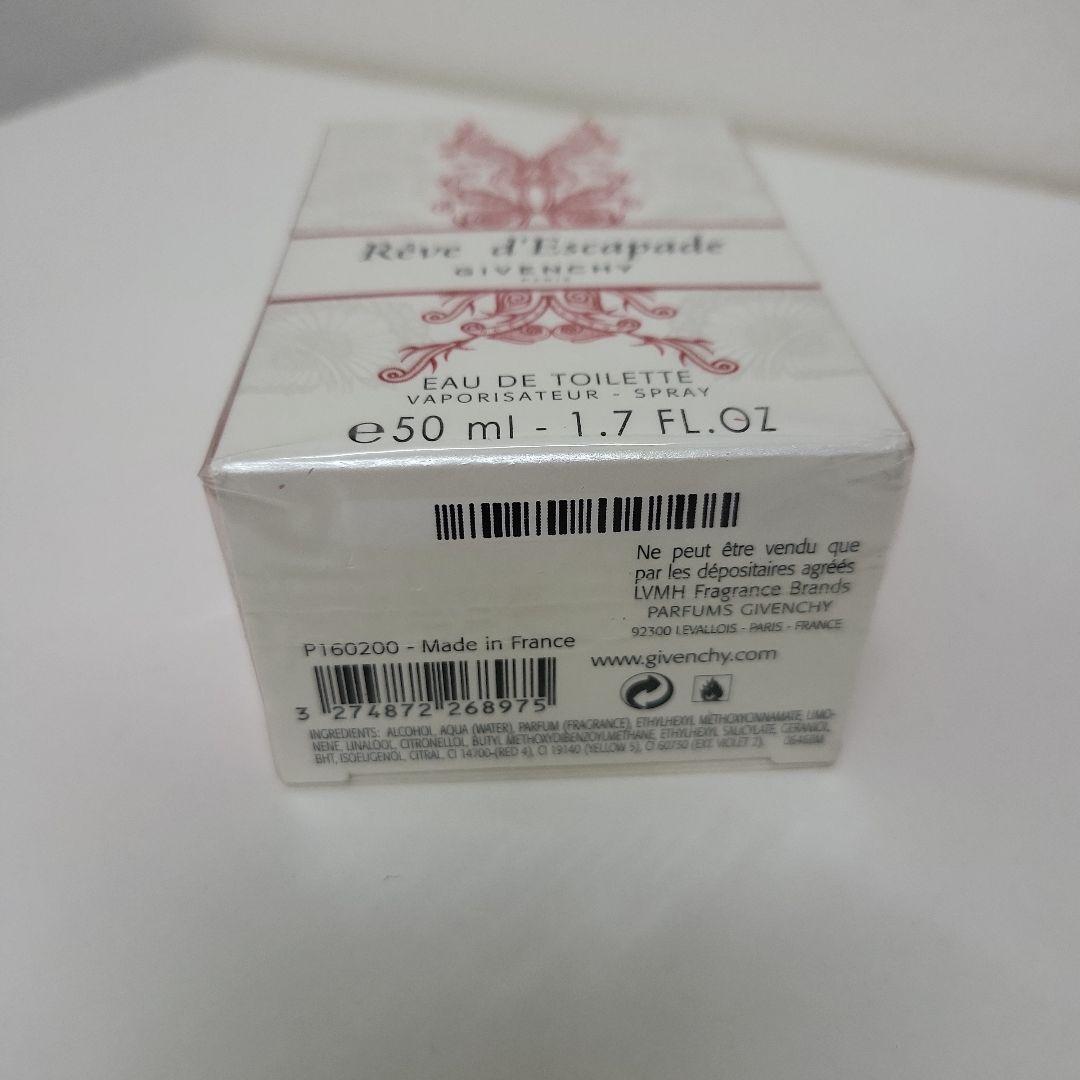 Rêve d'Escapade
GIVENCHY
PARIS
EAU DE TOILETTE
VAPORISATEUR - SPRAY
℮50 ml - 1.7 FL.OZ
Ne peut être vendu que
par les dépositaires agréés
LVMH Fragrance Brands
PARFUMS GIVENCHY
92300 LEVALLOIS - PARIS - FRANCE
www.givenchy.com
P160200 - Made in France
3 274872 268975
INGREDIENTS: ALCOHOL, AQUA (WATER), PARFUM (FRAGRANCE), ETHYLHEXYL METHOXYCINNAMATE, LIMO-
NENE, LINALOOL, CITRONELLOL, BUTYL METHOXYDIBENZOYLMETHANE, ETHYLHEXYL SALICYLATE, GERANIOL,
BHT, ISOEUGENOL, CITRAL, CI 14700-(RED 4), CI 19140 (YELLOW 5), CI 60730 (EXT. VIOLET 2).